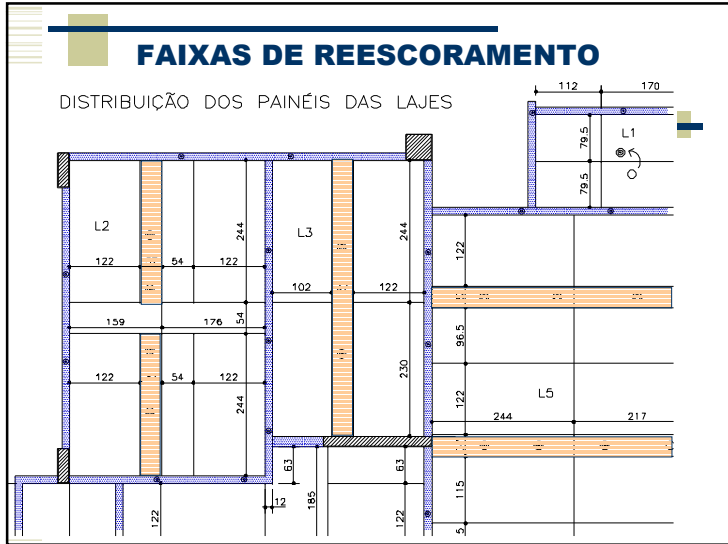 FAIXAS DE REESCORAMENTO
DISTRIBUIÇÃO DOS PAINÉIS DAS LAJES
112 170
79.5 L1
79.5
L2 244 L3 244
122
122 54 122 102 122
159 176 54
96.5
122 54 122 244 230 122 L5
244 217
63 185 63 115
12
122 122 5